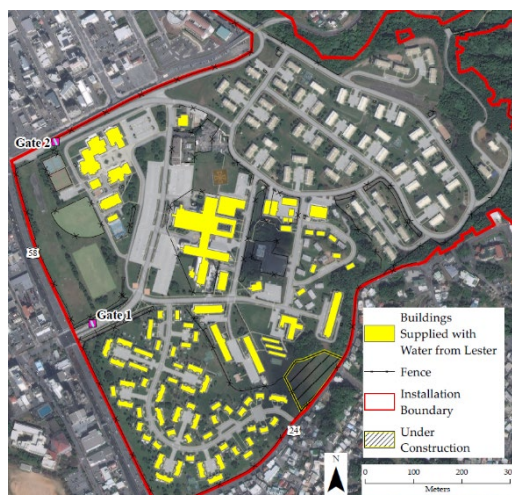 Gate 2
58
Gate 1
24
Buildings
Supplied with
Water from Lester
Fence
Installation
Boundary
Under
Construction
N
0 100 200 30
Meters